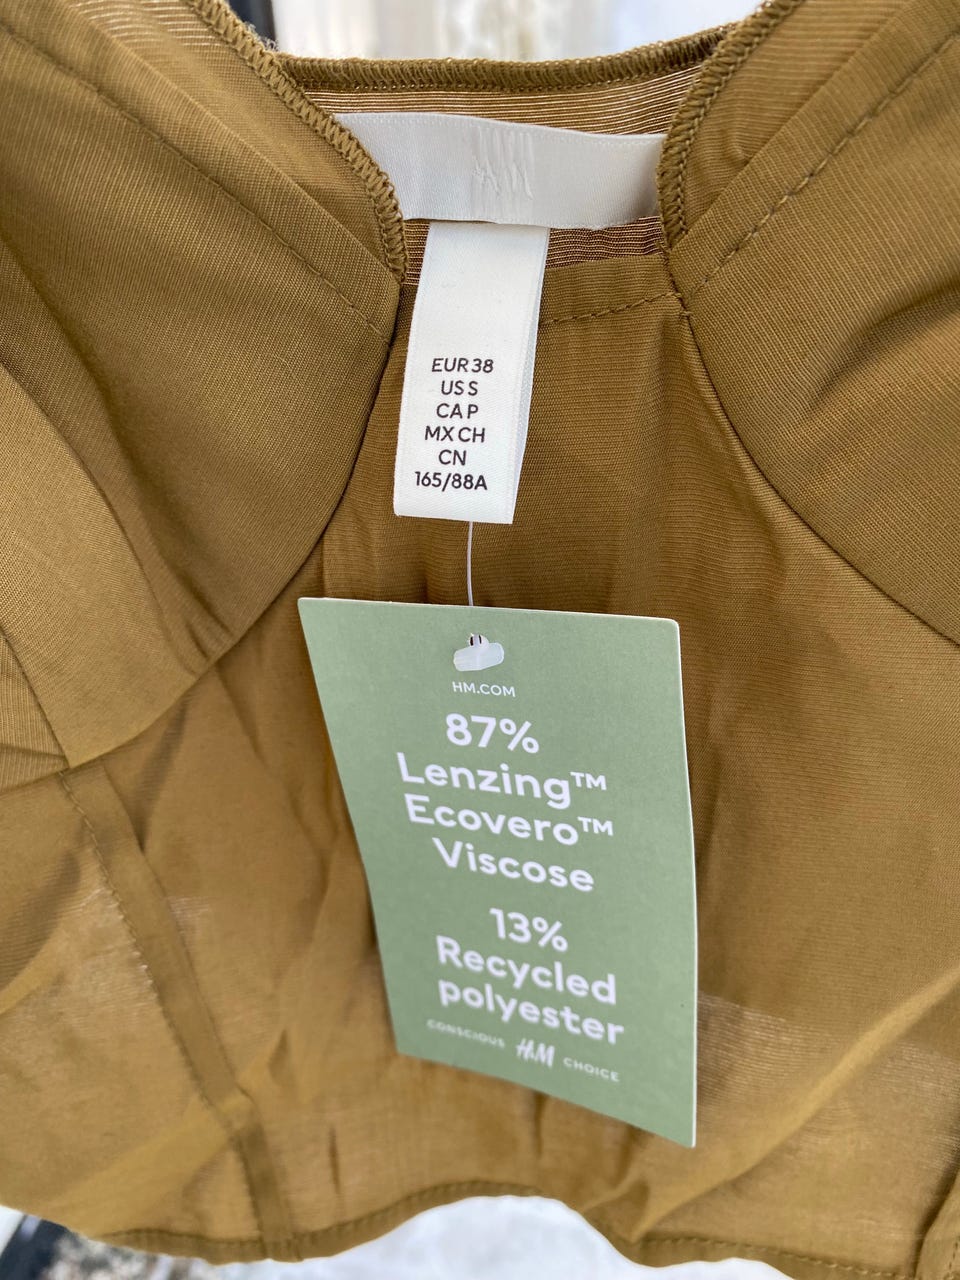 H&M
EUR 38
US S
CA P
MX CH
CN
165/88A
HM.COM
87%
Lenzing™
Ecovero™
Viscose
13%
Recycled
polyester
CONSCIOUS H&M CHOICE